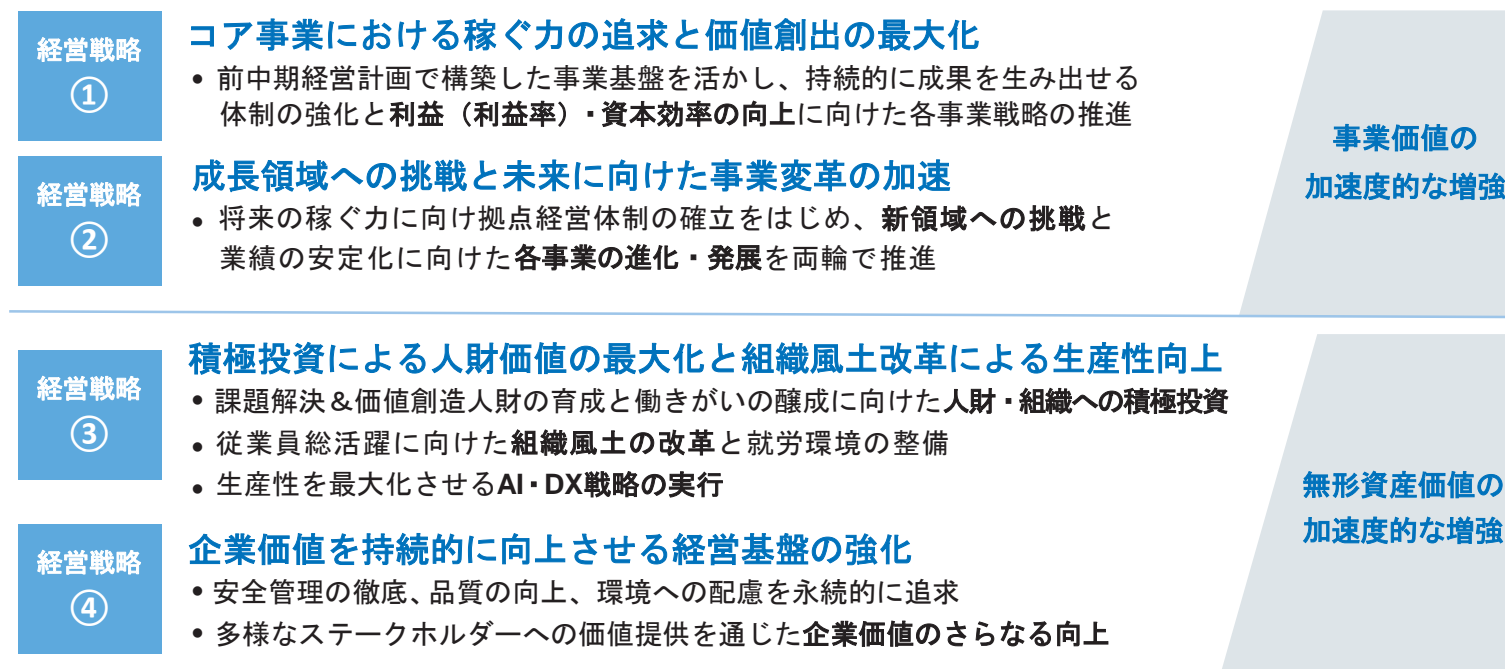 経営戦略
①
コア事業における稼ぐ力の追求と価値創出の最大化
• 前中期経営計画で構築した事業基盤を活かし、持続的に成果を生み出せる
体制の強化と利益（利益率）・資本効率の向上に向けた各事業戦略の推進
経営戦略
②
成長領域への挑戦と未来に向けた事業変革の加速
• 将来の稼ぐ力に向け拠点経営体制の確立をはじめ、新領域への挑戦と
業績の安定化に向けた各事業の進化・発展を両輪で推進
事業価値の
加速度的な増強
経営戦略
③
積極投資による人財価値の最大化と組織風土改革による生産性向上
• 課題解決＆価値創造人財の育成と働きがいの醸成に向けた人財・組織への積極投資
• 従業員総活躍に向けた組織風土の改革と就労環境の整備
• 生産性を最大化させるAI・DX戦略の実行
経営戦略
④
企業価値を持続的に向上させる経営基盤の強化
• 安全管理の徹底、品質の向上、環境への配慮を永続的に追求
• 多様なステークホルダーへの価値提供を通じた企業価値のさらなる向上
無形資産価値の
加速度的な増強